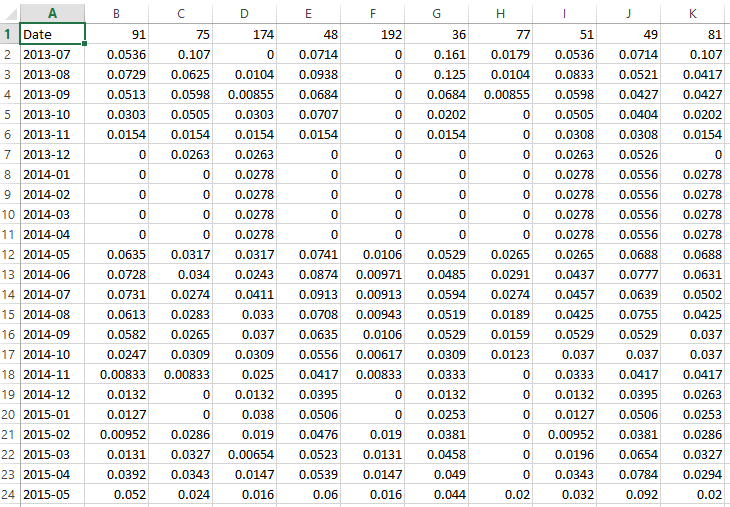 A B C D E F G H I J K
1 Date 91 75 174 48 192 36 77 51 49 81
2 2013-07 0.0536 0.107 0 0.0714 0 0.161 0.0179 0.0536 0.0714 0.107
3 2013-08 0.0729 0.0625 0.0104 0.0938 0 0.125 0.0104 0.0833 0.0521 0.0417
4 2013-09 0.0513 0.0598 0.00855 0.0684 0 0.0684 0.00855 0.0598 0.0427 0.0427
5 2013-10 0.0303 0.0505 0.0303 0.0707 0 0.0202 0 0.0505 0.0404 0.0202
6 2013-11 0.0154 0.0154 0.0154 0.0154 0 0.0154 0 0.0308 0.0308 0.0154
7 2013-12 0 0.0263 0.0263 0 0 0 0 0.0263 0.0526 0
8 2014-01 0 0 0.0278 0 0 0 0 0.0278 0.0556 0.0278
9 2014-02 0 0 0.0278 0 0 0 0 0.0278 0.0556 0.0278
10 2014-03 0 0 0.0278 0 0 0 0 0.0278 0.0556 0.0278
11 2014-04 0 0 0.0278 0 0 0 0 0.0278 0.0556 0.0278
12 2014-05 0.0635 0.0317 0.0317 0.0741 0.0106 0.0529 0.0265 0.0265 0.0688 0.0688
13 2014-06 0.0728 0.034 0.0243 0.0874 0.00971 0.0485 0.0291 0.0437 0.0777 0.0631
14 2014-07 0.0731 0.0274 0.0411 0.0913 0.00913 0.0594 0.0274 0.0457 0.0639 0.0502
15 2014-08 0.0613 0.0283 0.033 0.0708 0.00943 0.0519 0.0189 0.0425 0.0755 0.0425
16 2014-09 0.0582 0.0265 0.037 0.0635 0.0106 0.0529 0.0159 0.0529 0.0529 0.037
17 2014-10 0.0247 0.0309 0.0309 0.0556 0.00617 0.0309 0.0123 0.037 0.037 0.037
18 2014-11 0.00833 0.00833 0.025 0.0417 0.00833 0.0333 0 0.0333 0.0417 0.0417
19 2014-12 0.0132 0 0.0132 0.0395 0 0.0132 0 0.0132 0.0395 0.0263
20 2015-01 0.0127 0 0.038 0.0506 0 0.0253 0 0.0127 0.0506 0.0253
21 2015-02 0.00952 0.0286 0.019 0.0476 0.019 0.0381 0 0.00952 0.0381 0.0286
22 2015-03 0.0131 0.0327 0.00654 0.0523 0.0131 0.0458 0 0.0196 0.0654 0.0327
23 2015-04 0.0392 0.0343 0.0147 0.0539 0.0147 0.049 0 0.0343 0.0784 0.0294
24 2015-05 0.052 0.024 0.016 0.06 0.016 0.044 0.02 0.032 0.092 0.02